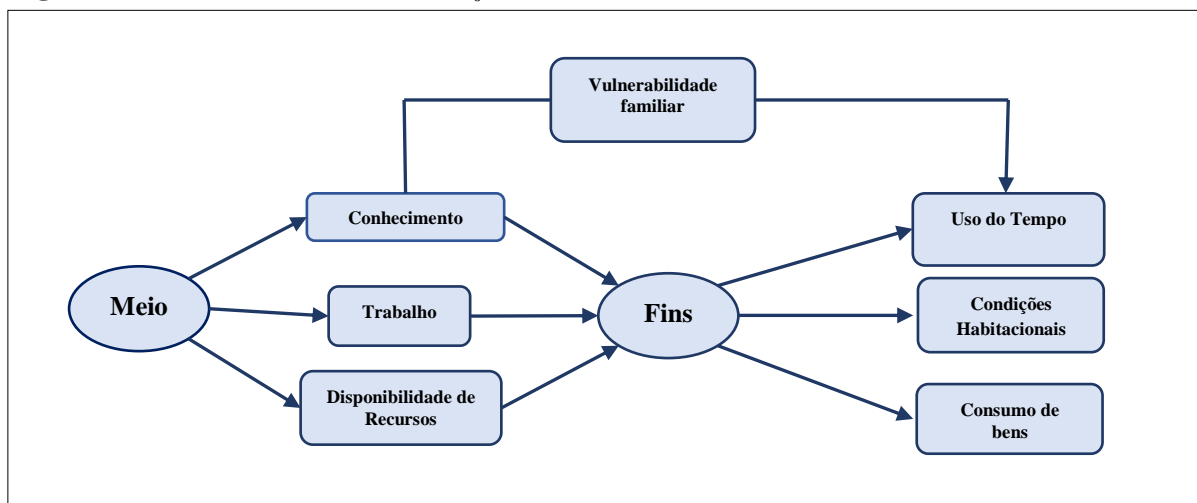 Vulnerabilidade
familiar
Conhecimento
Uso do Tempo
Meio
Trabalho
Fins
Condições
Habitacionais
Disponibilidade de
Recursos
Consumo de
bens